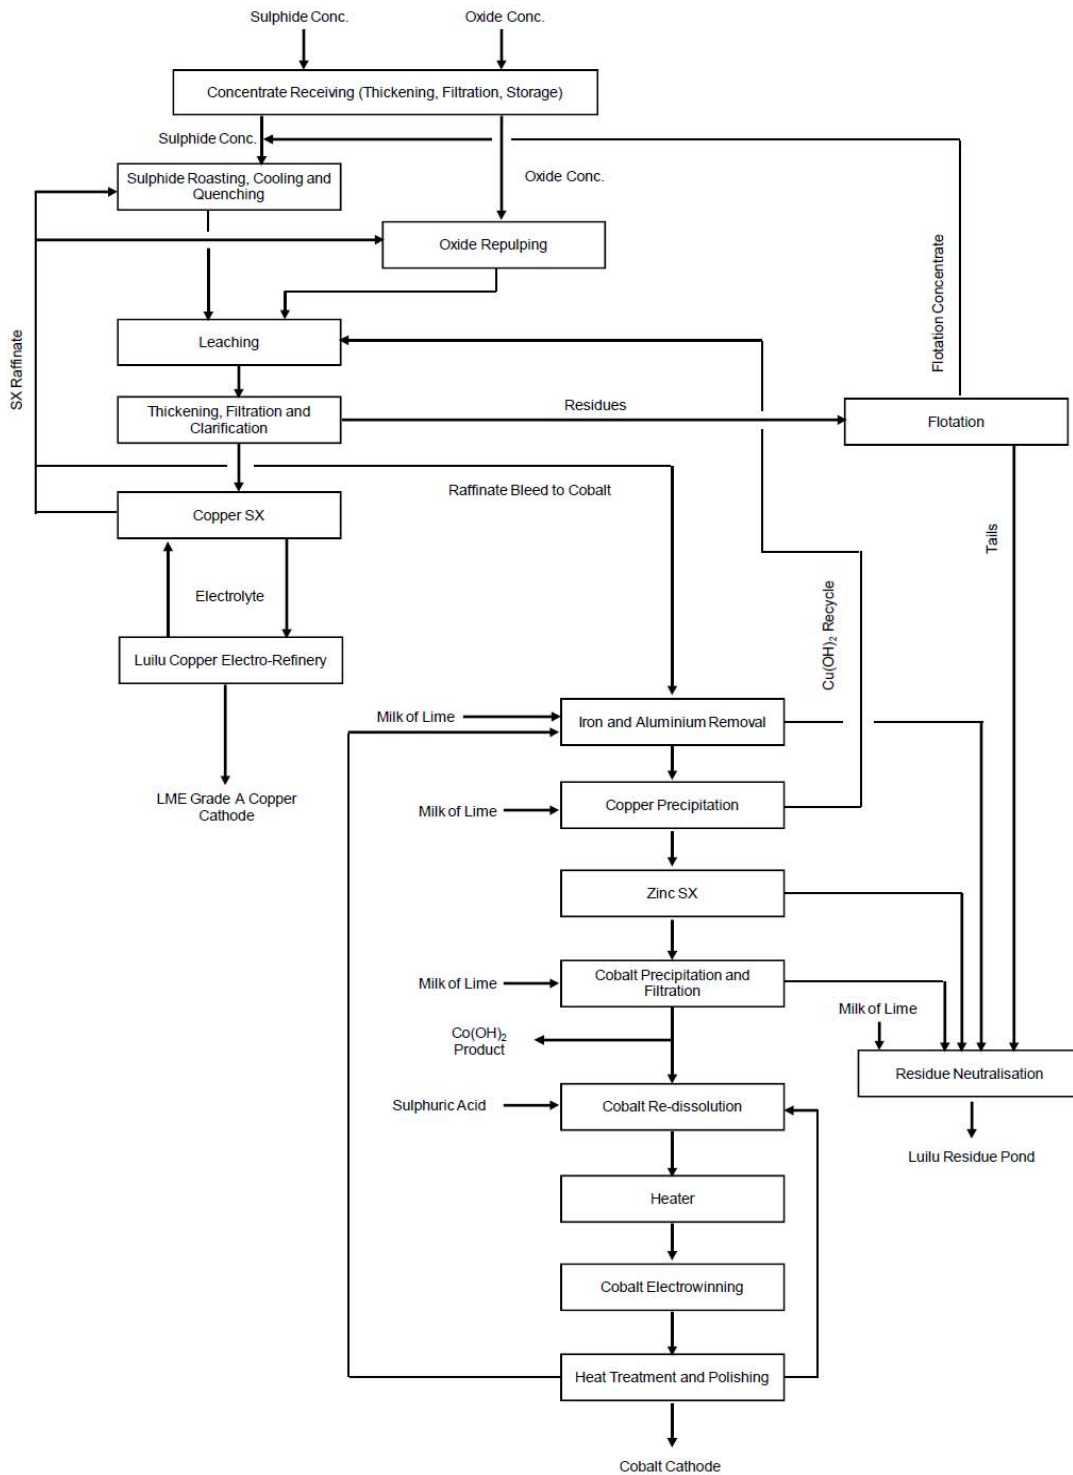 Sulphide Conc.
Oxide Conc.
Concentrate Receiving (Thickening, Filtration, Storage)
Sulphide Conc.
Sulphide Roasting, Cooling and
Quenching
Oxide Conc.
Oxide Repulping
Flotation Concentrate
SX Raffinate
Leaching
Thickening, Filtration and
Clarification
Residues
Flotation
Raffinate Bleed to Cobalt
Copper SX
Tails
Electrolyte
Cu(OH)₂ Recycle
Luilu Copper Electro-Refinery
Milk of Lime
Iron and Aluminium Removal
LME Grade A Copper
Cathode
Milk of Lime
Copper Precipitation
Zinc SX
Milk of Lime
Cobalt Precipitation and
Filtration
Milk of Lime
Co(OH)₂
Product
Residue Neutralisation
Sulphuric Acid
Cobalt Re-dissolution
Luilu Residue Pond
Heater
Cobalt Electrowinning
Heat Treatment and Polishing
Cobalt Cathode